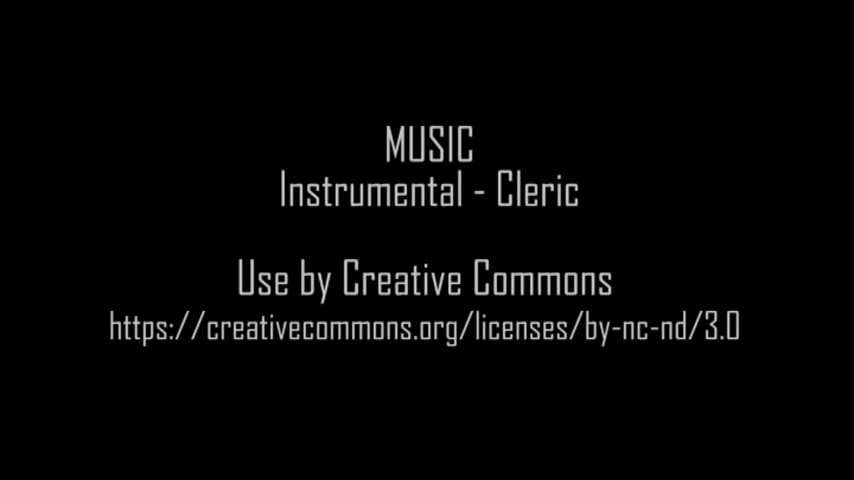 MUSIC
Instrumental - Cleric
Use by Creative Commons
https://creativecommons.org/licenses/by-nc-nd/3.0